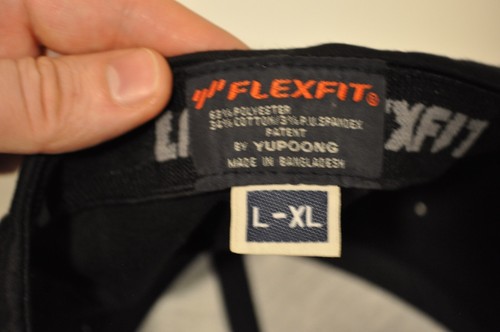 FLEXFIT®
63% POLYESTER
34% COTTON/3% P.U. SPANDEX
PATENT
BY YUPOONG
MADE IN BANGLADESH
XFIT
L-XL